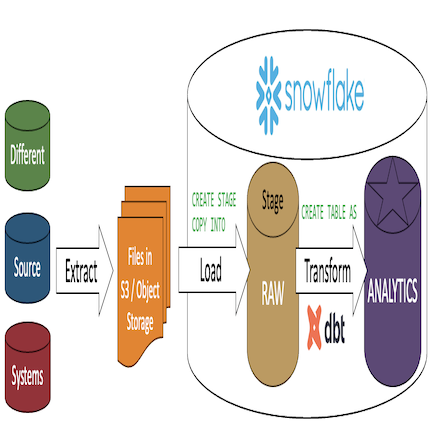 snowflake
Different
Source
Systems
Extract
Files in
S3 / Object
Storage
CREATE STAGE
COPY INTO
Load
Stage
RAW
CREATE TABLE AS
Transform
dbt
ANALYTICS